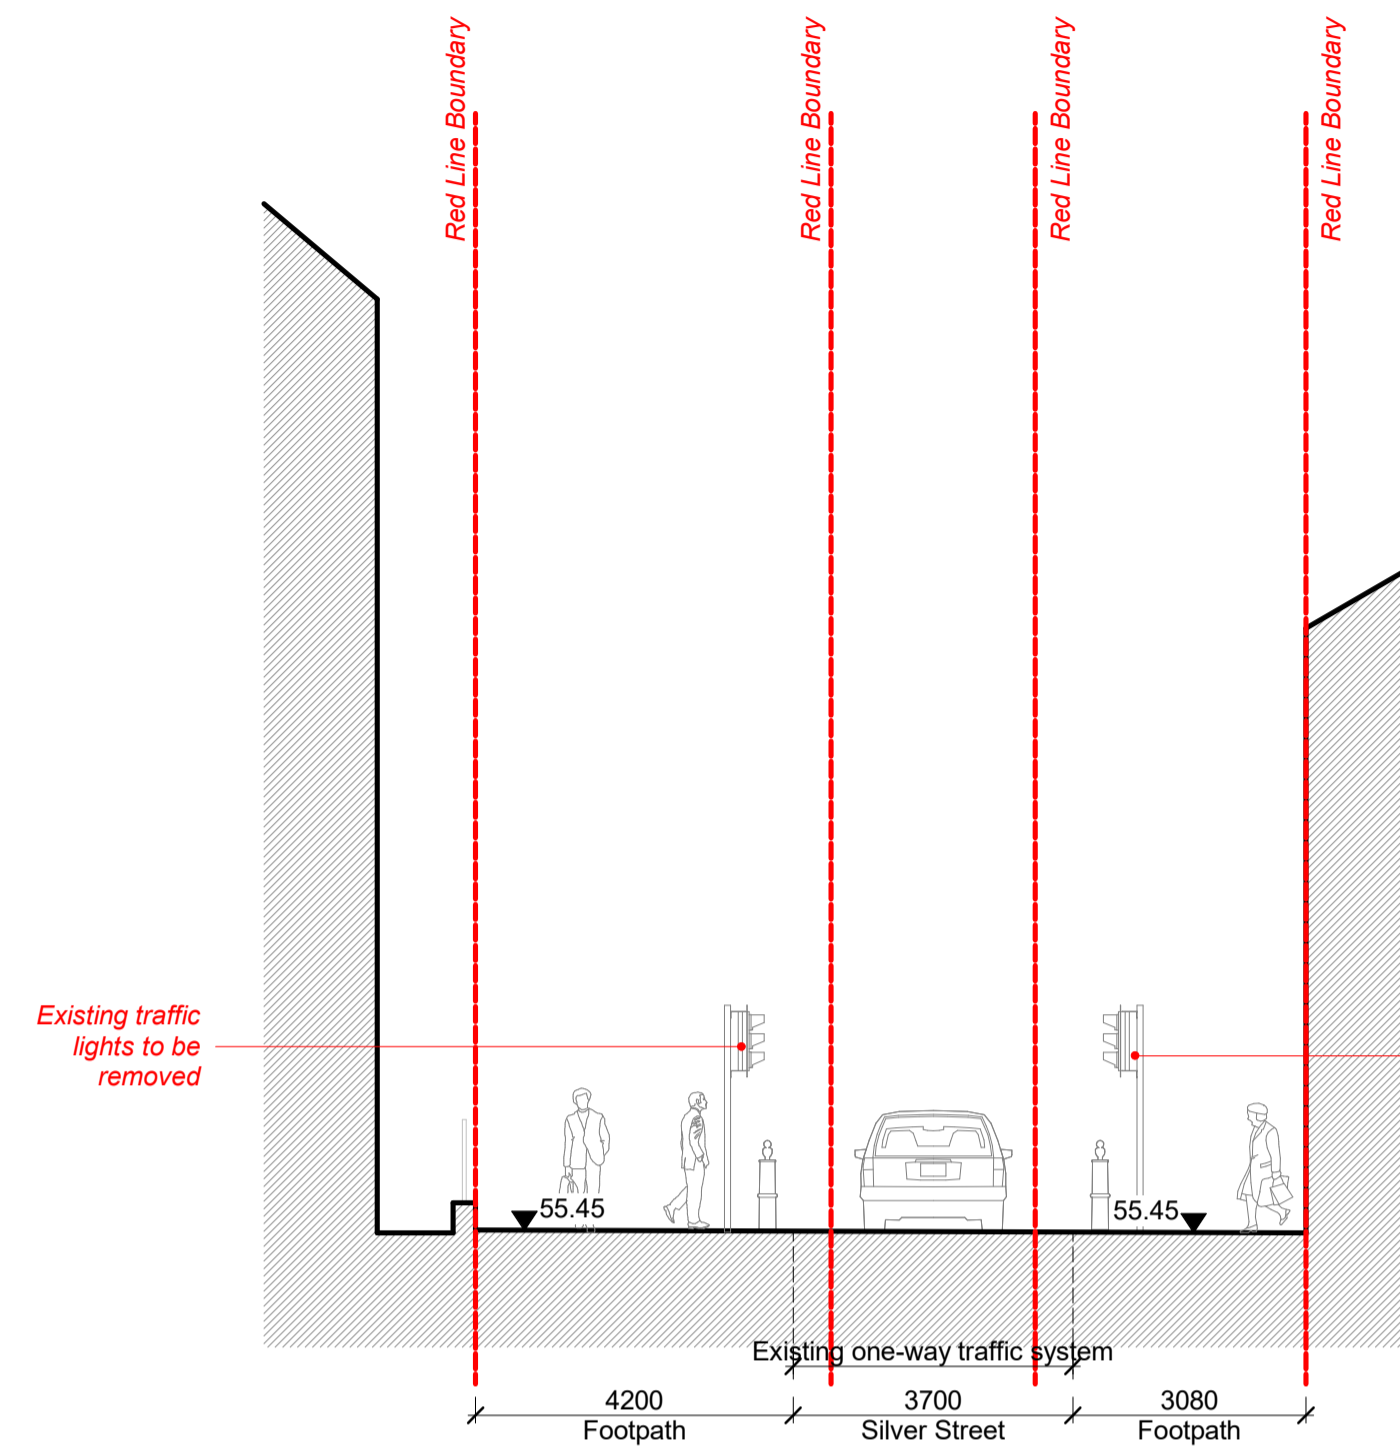 Red Line Boundary
Red Line Boundary
Red Line Boundary
Red Line Boundary
Existing traffic
lights to be
removed
55.45
55.45
Existing one-way traffic system
4200
Footpath
3700
Silver Street
3080
Footpath